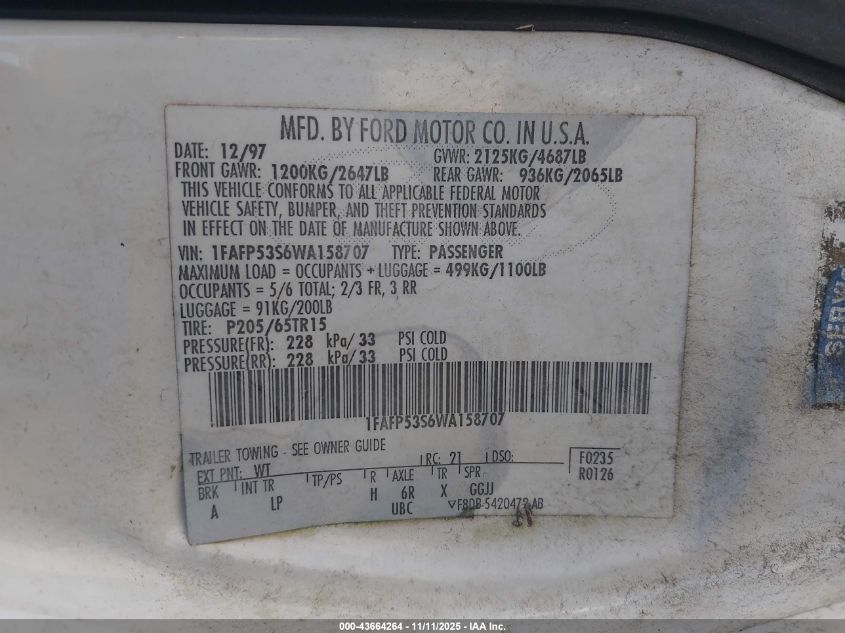 MFD. BY FORD MOTOR CO. IN U.S.A.
DATE: 12/97 GVWR: 2125KG/4687LB
FRONT GAWR: 1200KG/2647LB REAR GAWR: 936KG/2065LB
THIS VEHICLE CONFORMS TO ALL APPLICABLE FEDERAL MOTOR
VEHICLE SAFETY, BUMPER, AND THEFT PREVENTION STANDARDS
IN EFFECT ON THE DATE OF MANUFACTURE SHOWN ABOVE.
VIN: 1FAFP53S6WA158707 TYPE: PASSENGER
MAXIMUM LOAD = OCCUPANTS + LUGGAGE = 499KG/1100LB
OCCUPANTS = 5/6 TOTAL; 2/3 FR, 3 RR
LUGGAGE = 91KG/200LB
TIRE: P205/65TR15
PRESSURE(FR): 228 kPa/33 PSI COLD
PRESSURE(RR): 228 kPa/33 PSI COLD
1FAFP53S6WA158707
TRAILER TOWING - SEE OWNER GUIDE
EXT PNT: WT RC: 21 DSO: F0235
BRK INT TR TP/PS R AXLE TR SPR R0126
A LP H 6R X GGJJ
UBC F8DB-5420472-AB
SERVIC
000-43664264 - 11/11/2025 - IAA Inc.